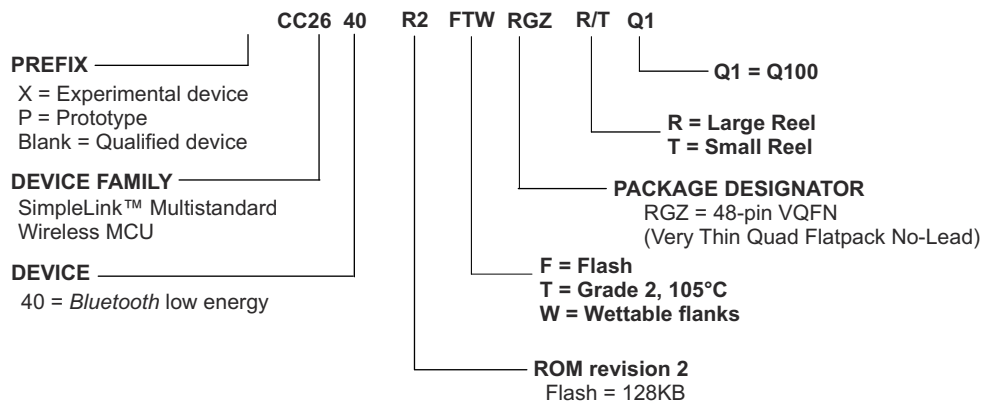 CC26 40 R2 FTW RGZ R/T Q1
PREFIX
X = Experimental device
P = Prototype
Blank = Qualified device
DEVICE FAMILY
SimpleLink™ Multistandard
Wireless MCU
DEVICE
40 = Bluetooth low energy
Q1 = Q100
R = Large Reel
T = Small Reel
PACKAGE DESIGNATOR
RGZ = 48-pin VQFN
(Very Thin Quad Flatpack No-Lead)
F = Flash
T = Grade 2, 105°C
W = Wettable flanks
ROM revision 2
Flash = 128KB